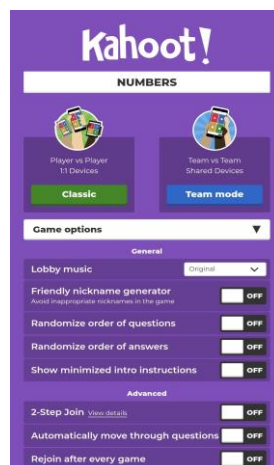 Kahoot!
NUMBERS
Player vs Player
1:1 Devices
Classic
Team vs Team
Shared Devices
Team mode
Game options ▼
General
Lobby music Original
Friendly nickname generator
Avoid inappropriate nicknames in the game
OFF
Randomize order of questions OFF
Randomize order of answers OFF
Show minimized intro instructions OFF
Advanced
2-Step Join View details OFF
Automatically move through questions OFF
Rejoin after every game OFF